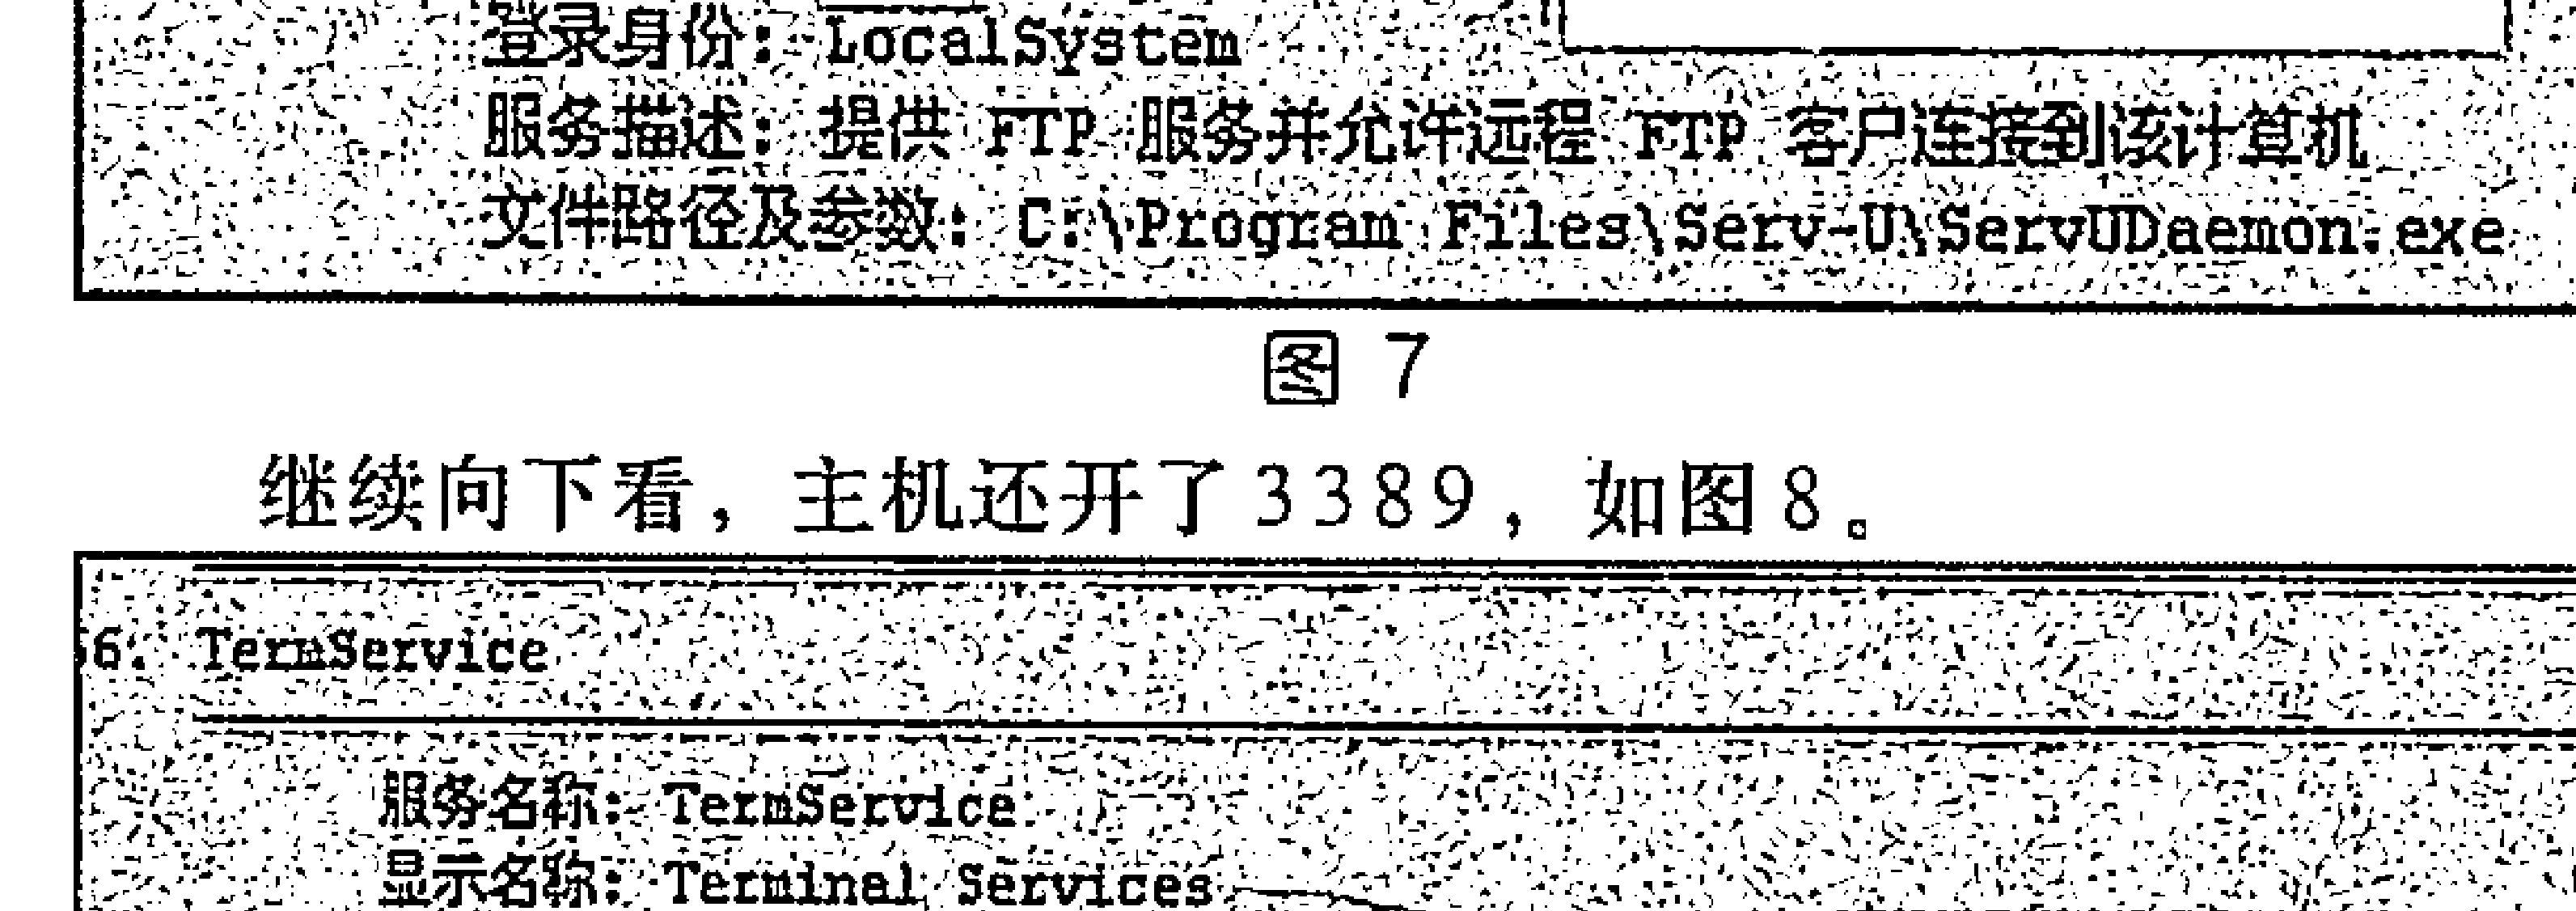 登录身份: LocalSystem
服务描述: 提供 FTP 服务并允许远程 FTP 客户连接到该计算机
文件路径及参数: C:\Program Files\Serv-U\ServUDaemon.exe
图 7
继续向下看，主机还开了3389，如图8。
6. TermService
服务名称: TermService
显示名称: Terminal Services